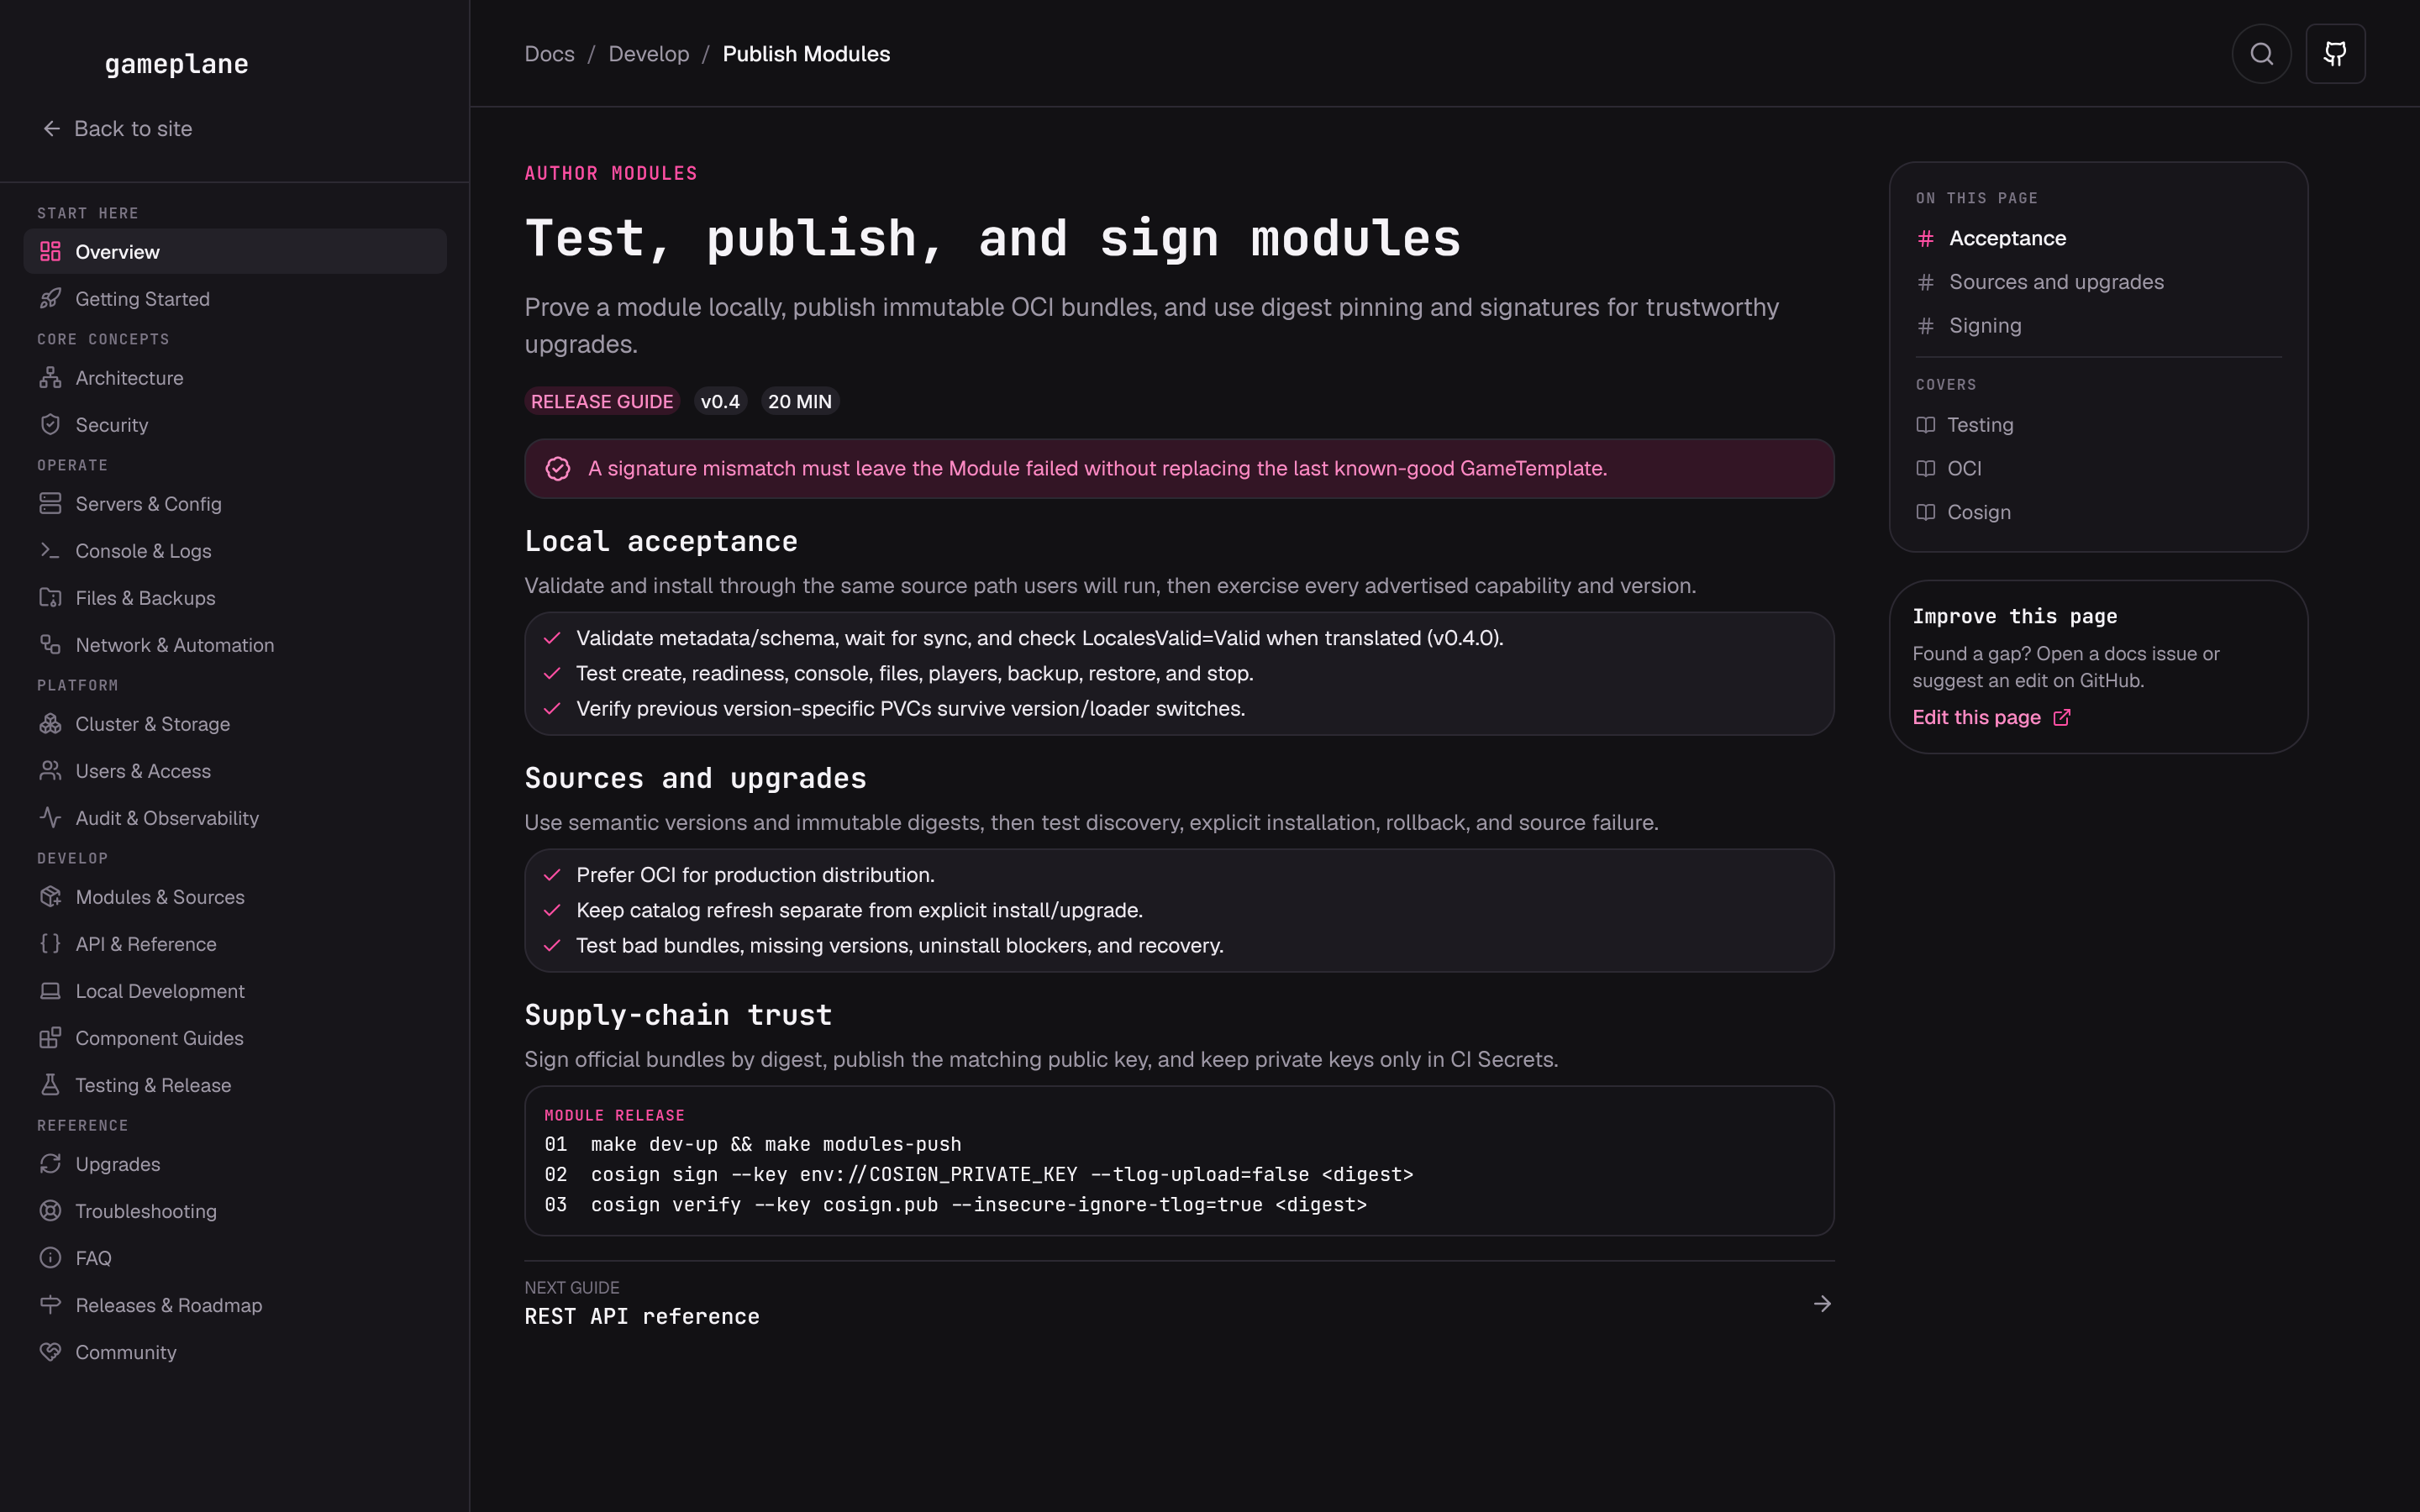 gameplane
Back to site
START HERE
Overview
Getting Started
CORE CONCEPTS
Architecture
Security
OPERATE
Servers & Config
Console & Logs
Files & Backups
Network & Automation
PLATFORM
Cluster & Storage
Users & Access
Audit & Observability
DEVELOP
Modules & Sources
API & Reference
Local Development
Component Guides
Testing & Release
REFERENCE
Upgrades
Troubleshooting
FAQ
Releases & Roadmap
Community
Docs / Develop / Publish Modules
AUTHOR MODULES
Test, publish, and sign modules
Prove a module locally, publish immutable OCI bundles, and use digest pinning and signatures for trustworthy
upgrades.
RELEASE GUIDE v0.4 20 MIN
A signature mismatch must leave the Module failed without replacing the last known-good GameTemplate.
Local acceptance
Validate and install through the same source path users will run, then exercise every advertised capability and version.
Validate metadata/schema, wait for sync, and check LocalesValid=Valid when translated (v0.4.0).
Test create, readiness, console, files, players, backup, restore, and stop.
Verify previous version-specific PVCs survive version/loader switches.
Sources and upgrades
Use semantic versions and immutable digests, then test discovery, explicit installation, rollback, and source failure.
Prefer OCI for production distribution.
Keep catalog refresh separate from explicit install/upgrade.
Test bad bundles, missing versions, uninstall blockers, and recovery.
Supply-chain trust
Sign official bundles by digest, publish the matching public key, and keep private keys only in CI Secrets.
MODULE RELEASE
01 make dev-up && make modules-push
02 cosign sign --key env://COSIGN_PRIVATE_KEY --tlog-upload=false <digest>
03 cosign verify --key cosign.pub --insecure-ignore-tlog=true <digest>
NEXT GUIDE
REST API reference
ON THIS PAGE
# Acceptance
# Sources and upgrades
# Signing
COVERS
Testing
OCI
Cosign
Improve this page
Found a gap? Open a docs issue or
suggest an edit on GitHub.
Edit this page